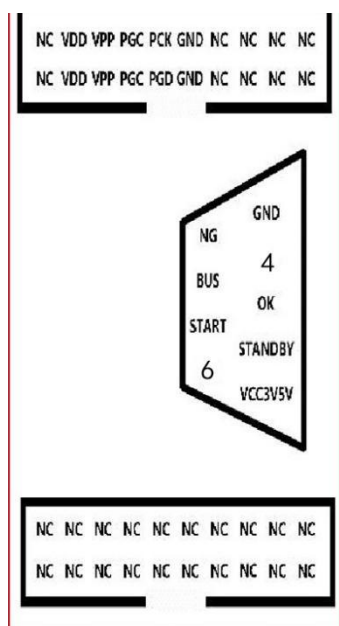 NC VDD VPP PGC PCK GND NC NC NC NC
NC VDD VPP PGC PGD GND NC NC NC NC
GND
NG
4
BUS
OK
START
STANDBY
6
VCC3V5V
NC NC NC NC NC NC NC NC NC NC
NC NC NC NC NC NC NC NC NC NC